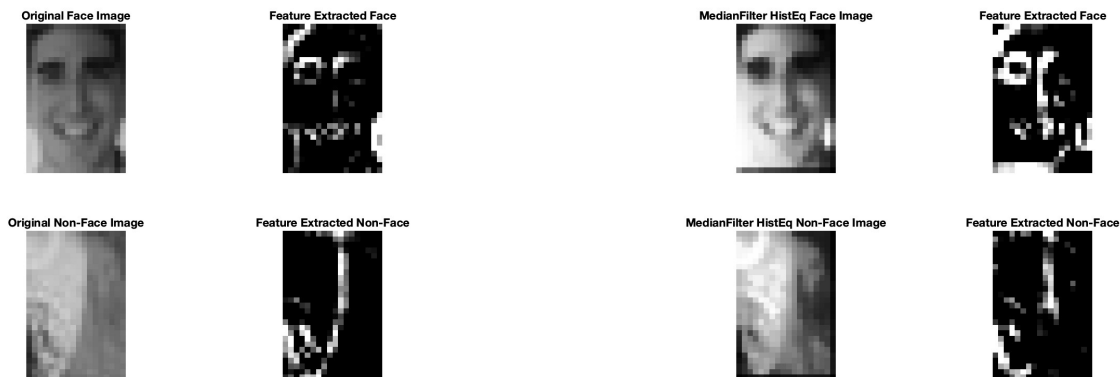 Original Face Image
Feature Extracted Face
MedianFilter HistEq Face Image
Feature Extracted Face
Original Non-Face Image
Feature Extracted Non-Face
MedianFilter HistEq Non-Face Image
Feature Extracted Non-Face